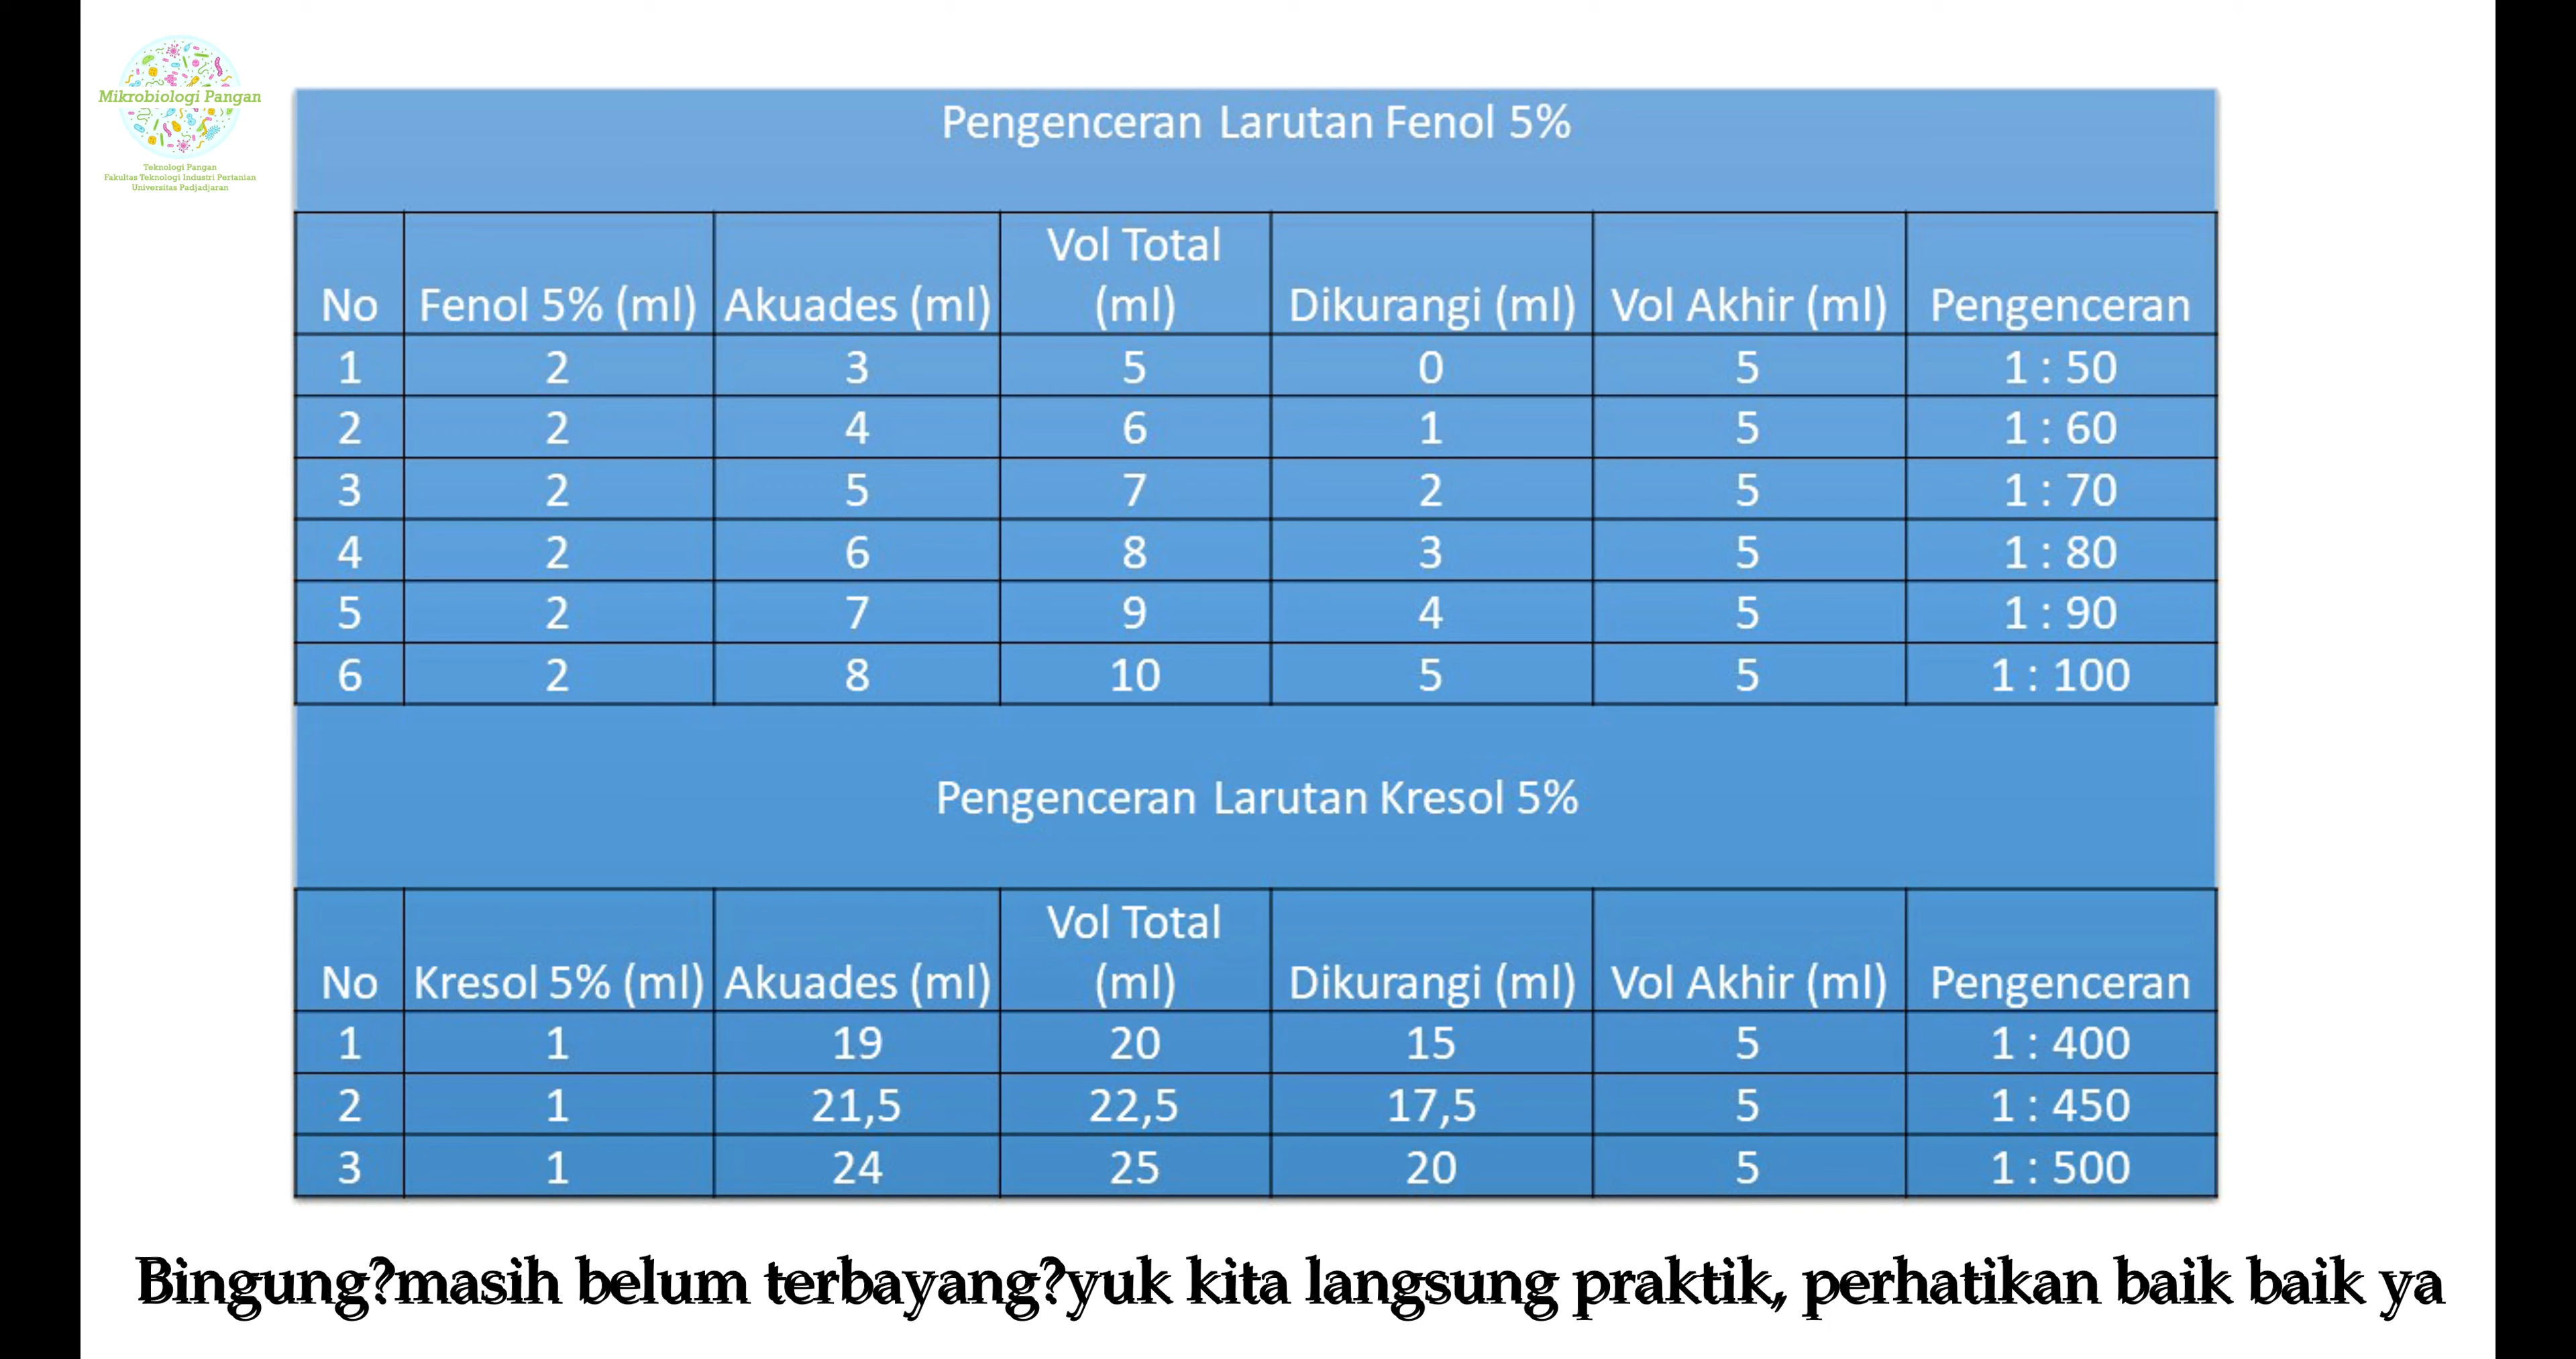 Mikrobiologi Pangan
Teknologi Pangan
Fakultas Teknologi Industri Pertanian
Universitas Padjadjaran
Pengenceran Larutan Fenol 5%
No Fenol 5% (ml) Akuades (ml) Vol Total (ml) Dikurangi (ml) Vol Akhir (ml) Pengenceran
1 2 3 5 0 5 1 : 50
2 2 4 6 1 5 1 : 60
3 2 5 7 2 5 1 : 70
4 2 6 8 3 5 1 : 80
5 2 7 9 4 5 1 : 90
6 2 8 10 5 5 1 : 100
Pengenceran Larutan Kresol 5%
No Kresol 5% (ml) Akuades (ml) Vol Total (ml) Dikurangi (ml) Vol Akhir (ml) Pengenceran
1 1 19 20 15 5 1 : 400
2 1 21,5 22,5 17,5 5 1 : 450
3 1 24 25 20 5 1 : 500
Bingung?masih belum terbayang?yuk kita langsung praktik, perhatikan baik baik ya